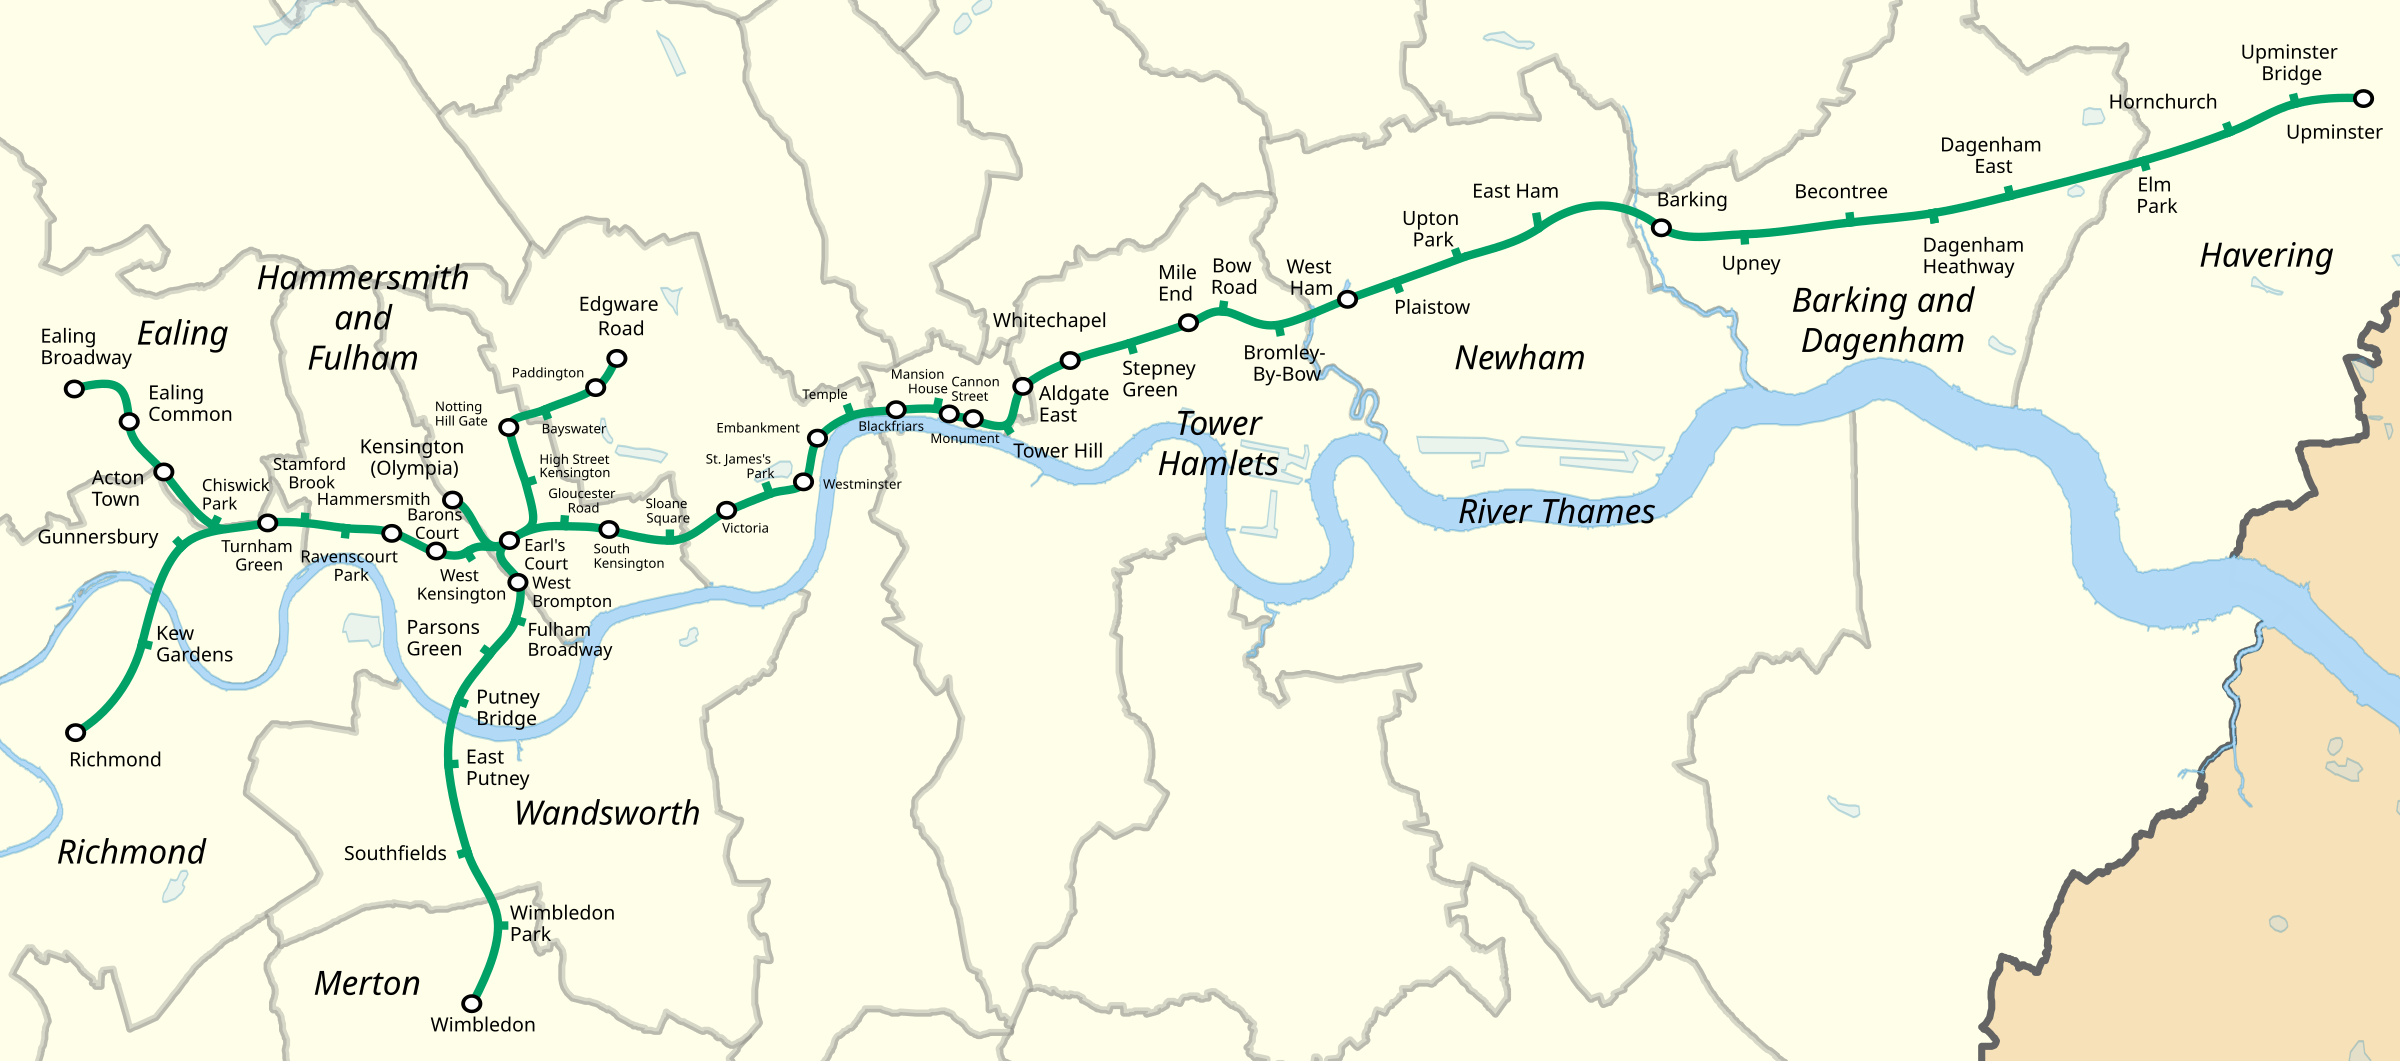 Upminster
Bridge
Hornchurch
Upminster
Dagenham
East
Elm
Park
Becontree
Barking
East Ham
Upton
Park
Dagenham
Heathway
Upney
Havering
Barking and
Dagenham
West
Ham
Plaistow
Bow
Road
Mile
End
Bromley-
By-Bow
Newham
Whitechapel
Stepney
Green
Aldgate
East
Tower
Hamlets
Tower Hill
River Thames
Hammersmith
and
Fulham
Ealing
Ealing
Broadway
Ealing
Common
Edgware
Road
Paddington
Bayswater
Notting
Hill Gate
Kensington
(Olympia)
High Street
Kensington
Gloucester
Road
Sloane
Square
South
Kensington
Victoria
St. James's
Park
Westminster
Embankment
Temple
Blackfriars
Mansion
House
Cannon
Street
Monument
Acton
Town
Chiswick
Park
Stamford
Brook
Hammersmith
Barons
Court
Gunnersbury
Turnham
Green
Ravenscourt
Park
West
Kensington
Earl's
Court
West
Brompton
Fulham
Broadway
Parsons
Green
Kew
Gardens
Putney
Bridge
Richmond
East
Putney
Wandsworth
Richmond
Southfields
Wimbledon
Park
Merton
Wimbledon